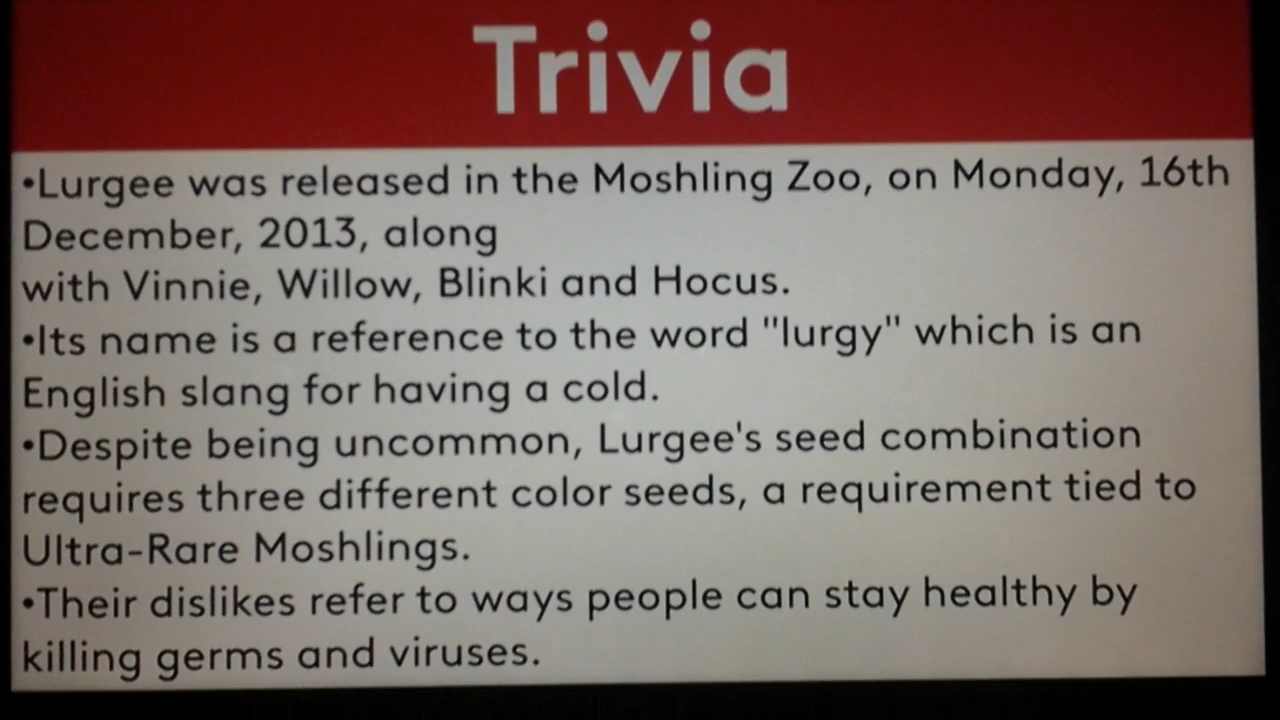 Trivia
•Lurgee was released in the Moshling Zoo, on Monday, 16th
December, 2013, along
with Vinnie, Willow, Blinki and Hocus.
•Its name is a reference to the word "lurgy" which is an
English slang for having a cold.
•Despite being uncommon, Lurgee's seed combination
requires three different color seeds, a requirement tied to
Ultra-Rare Moshlings.
•Their dislikes refer to ways people can stay healthy by
killing germs and viruses.